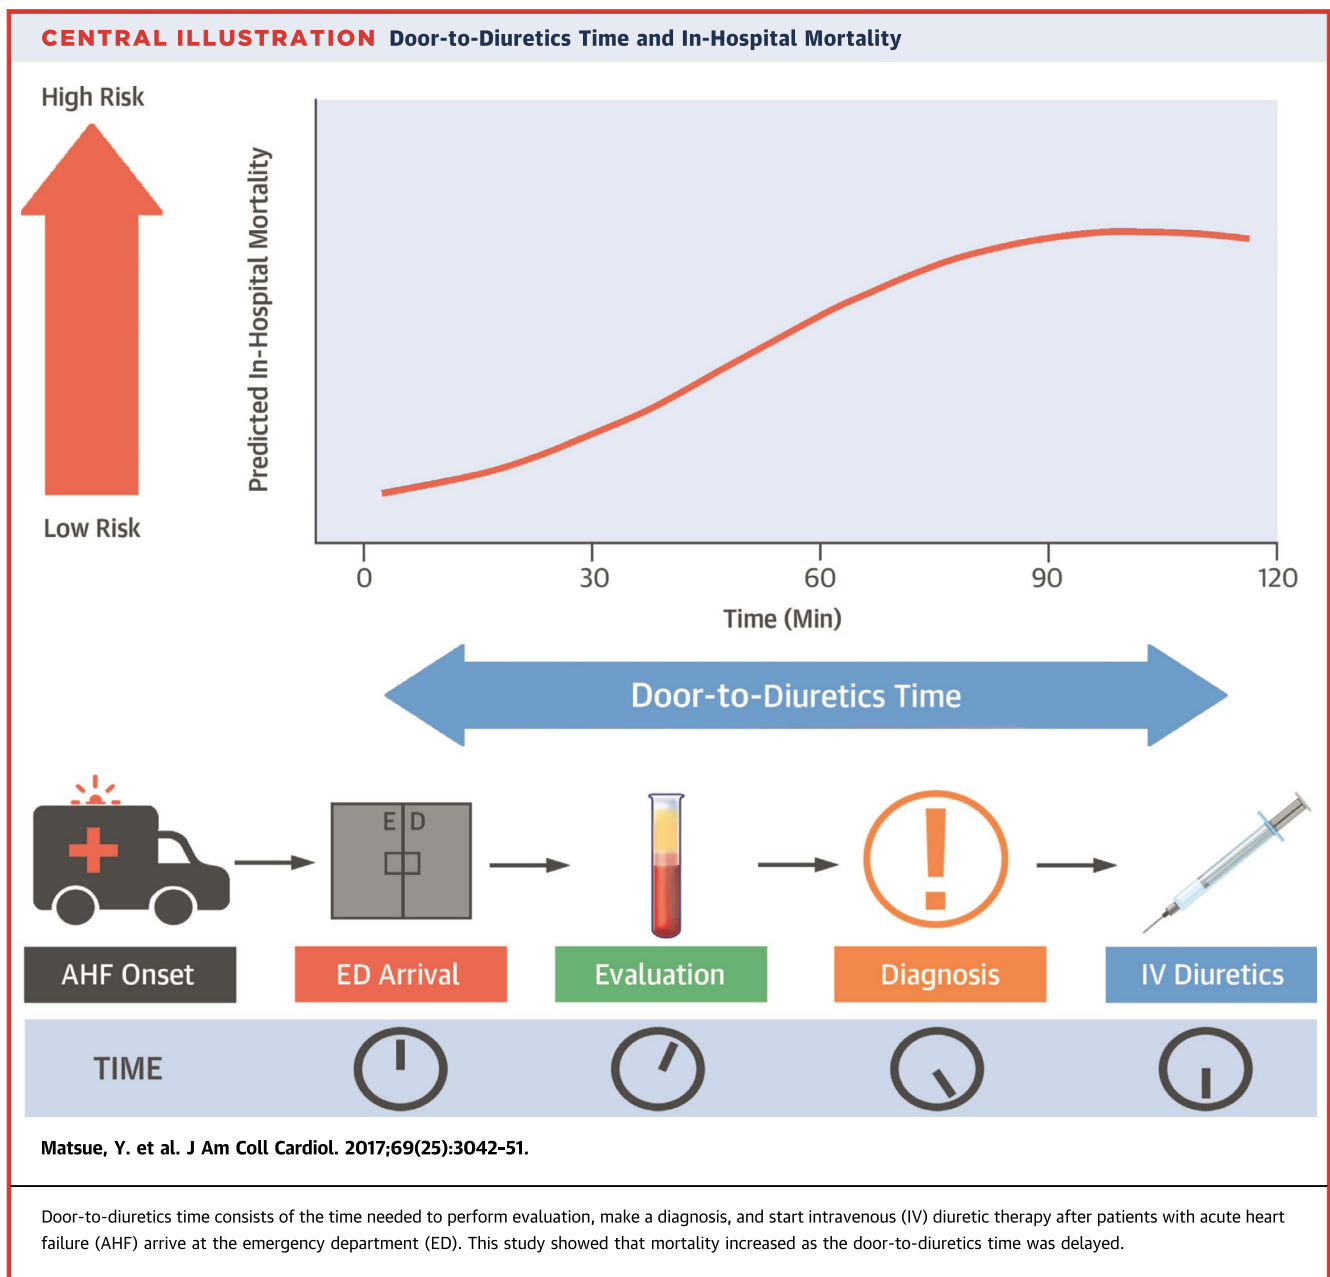 CENTRAL ILLUSTRATION Door-to-Diuretics Time and In-Hospital Mortality
High Risk
Low Risk
Predicted In-Hospital Mortality
0 30 60 90 120
Time (Min)
Door-to-Diuretics Time
E D
AHF Onset ED Arrival Evaluation Diagnosis IV Diuretics
TIME
Matsue, Y. et al. J Am Coll Cardiol. 2017;69(25):3042-51.
Door-to-diuretics time consists of the time needed to perform evaluation, make a diagnosis, and start intravenous (IV) diuretic therapy after patients with acute heart
failure (AHF) arrive at the emergency department (ED). This study showed that mortality increased as the door-to-diuretics time was delayed.